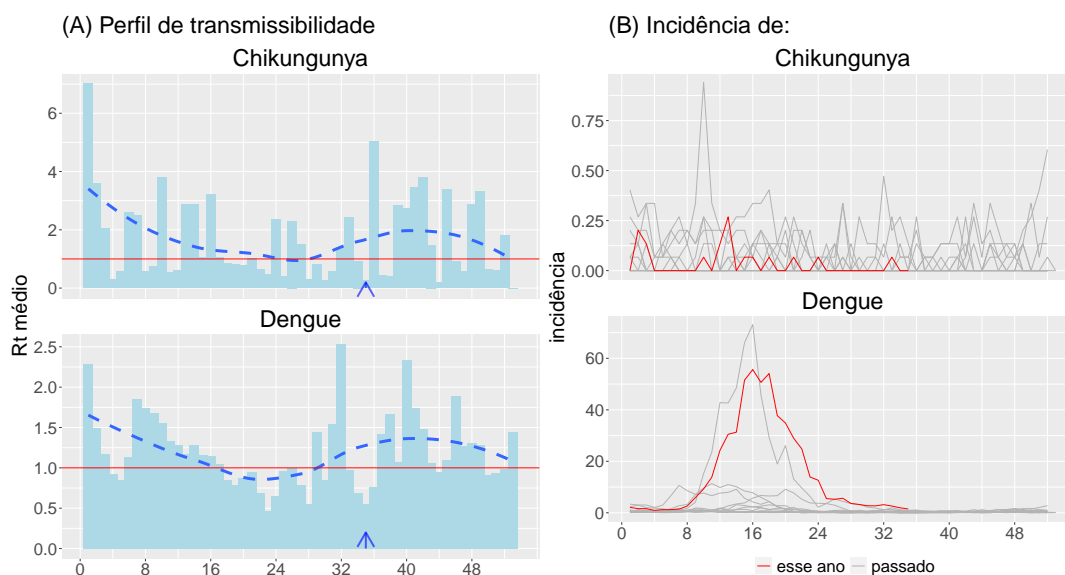 (A) Perfil de transmissibilidade
Chikungunya
6
4
2
0
Dengue
2.5
2.0
1.5
1.0
0.5
0.0
0 8 16 24 32 40 48
Rt médio
(B) Incidência de:
Chikungunya
0.75
0.50
0.25
0.00
Dengue
60
40
20
0
0 8 16 24 32 40 48
incidência
esse ano passado